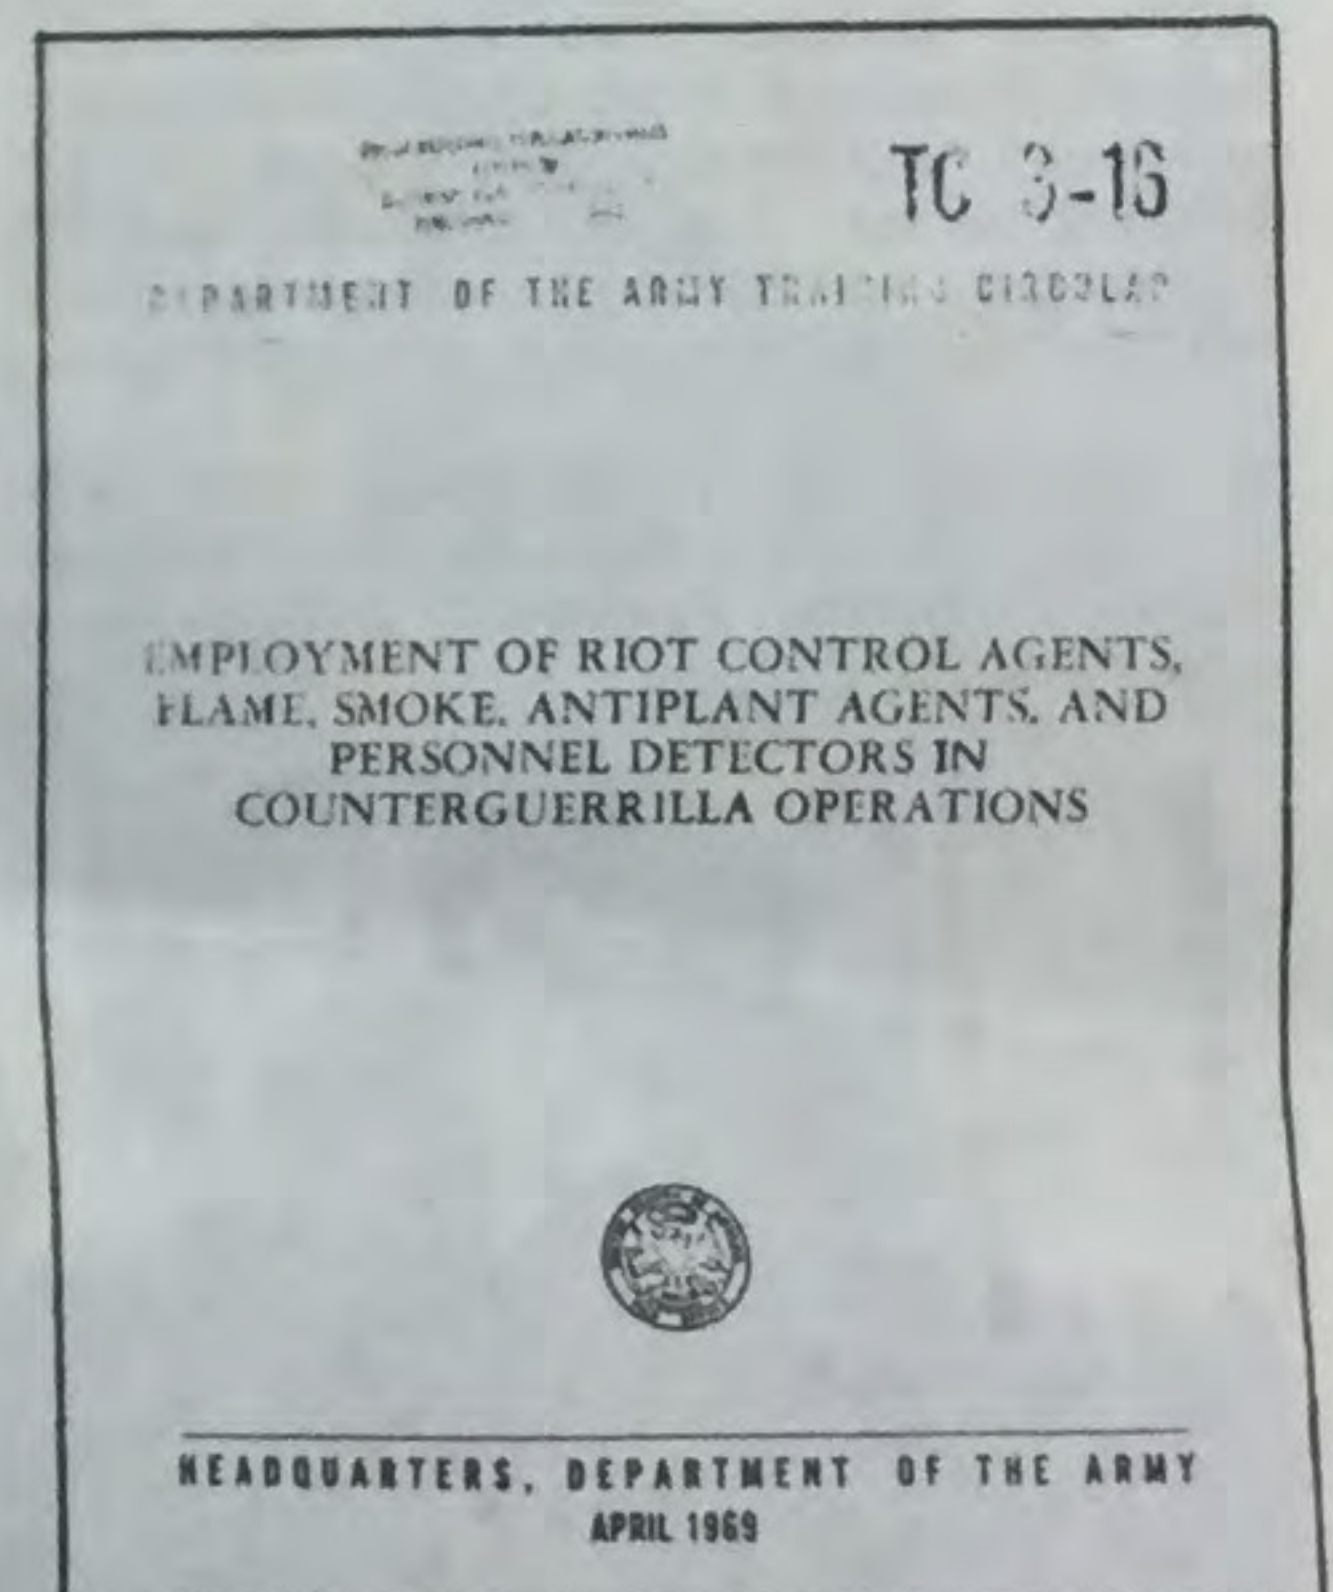 TC 3-16
DEPARTMENT OF THE ARMY TRAINING CIRCULAR
EMPLOYMENT OF RIOT CONTROL AGENTS,
FLAME, SMOKE, ANTIPLANT AGENTS, AND
PERSONNEL DETECTORS IN
COUNTERGUERRILLA OPERATIONS
HEADQUARTERS, DEPARTMENT OF THE ARMY
APRIL 1969